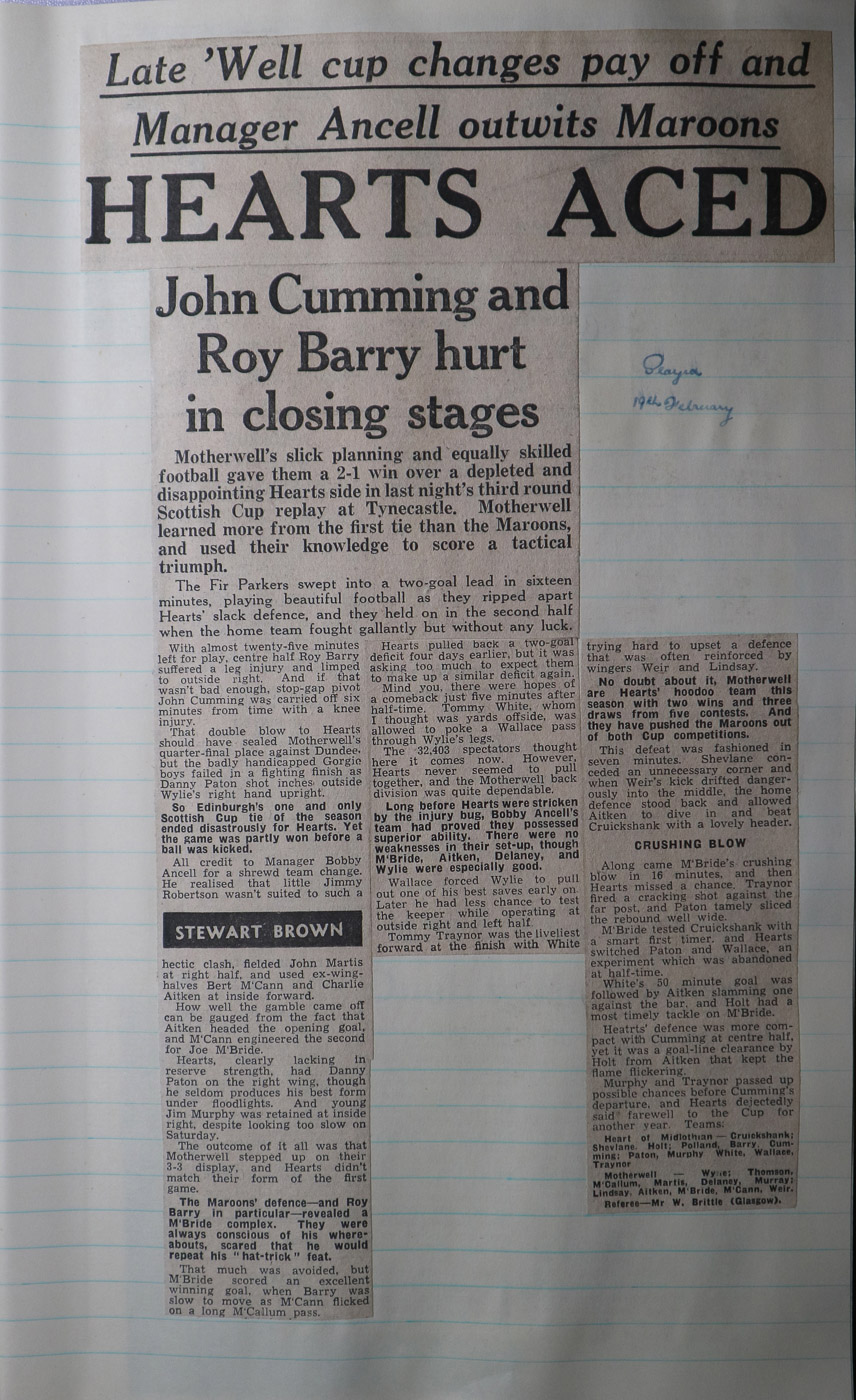 Late 'Well cup changes pay off and
Manager Ancell outwits Maroons
HEARTS ACED
John Cumming and
Roy Barry hurt
in closing stages
Played
19th February
Motherwell's slick planning and equally skilled
football gave them a 2-1 win over a depleted and
disappointing Hearts side in last night's third round
Scottish Cup replay at Tynecastle. Motherwell
learned more from the first tie than the Maroons,
and used their knowledge to score a tactical
triumph.
The Fir Parkers swept into a two-goal lead in sixteen
minutes, playing beautiful football as they ripped apart
Hearts' slack defence, and they held on in the second half
when the home team fought gallantly but without any luck.
With almost twenty-five minutes
left for play, centre half Roy Barry
suffered a leg injury and limped
to outside right. And if that
wasn't bad enough, stop-gap pivot
John Cumming was carried off six
minutes from time with a knee
injury.
That double blow to Hearts
should have sealed Motherwell's
quarter-final place against Dundee,
but the badly handicapped Gorgie
boys failed in a fighting finish as
Danny Paton shot inches outside
Wylie's right hand upright.
So Edinburgh's one and only
Scottish Cup tie of the season
ended disastrously for Hearts. Yet
the game was partly won before a
ball was kicked.
All credit to Manager Bobby
Ancell for a shrewd team change.
He realised that little Jimmy
Robertson wasn't suited to such a
STEWART BROWN
hectic clash, fielded John Martis
at right half, and used ex-wing-
halves Bert M'Cann and Charlie
Aitken at inside forward.
How well the gamble came off
can be gauged from the fact that
Aitken headed the opening goal,
and M'Cann engineered the second
for Joe M'Bride.
Hearts, clearly lacking in
reserve strength, had Danny
Paton on the right wing, though
he seldom produces his best form
under floodlights. And young
Jim Murphy was retained at inside
right, despite looking too slow on
Saturday.
The outcome of it all was that
Motherwell stepped up on their
3-3 display, and Hearts didn't
match their form of the first
game.
The Maroons' defence—and Roy
Barry in particular—revealed a
M'Bride complex. They were
always conscious of his where-
abouts, scared that he would
repeat his "hat-trick" feat.
That much was avoided, but
M'Bride scored an excellent
winning goal, when Barry was
slow to move as M'Cann flicked
on a long M'Callum pass.
Hearts pulled back a two-goal
deficit four days earlier, but it was
asking too much to expect them
to make up a similar deficit again.
Mind you, there were hopes of
a comeback just five minutes after
half-time. Tommy White, whom
I thought was yards offside, was
allowed to poke a Wallace pass
through Wylie's legs.
The 32,403 spectators thought
here it comes now. However,
Hearts never seemed to pull
together, and the Motherwell back
division was quite dependable.
Long before Hearts were stricken
by the injury bug, Bobby Ancell's
team had proved they possessed
superior ability. There were no
weaknesses in their set-up, though
M'Bride, Aitken, Delaney, and
Wylie were especially good.
Wallace forced Wylie to pull
out one of his best saves early on.
Later he had less chance to test
the keeper while operating at
outside right and left half.
Tommy Traynor was the liveliest
forward at the finish with White
trying hard to upset a defence
that was often reinforced by
wingers Weir and Lindsay.
No doubt about it, Motherwell
are Hearts' hoodoo team this
season with two wins and three
draws from five contests. And
they have pushed the Maroons out
of both Cup competitions.
This defeat was fashioned in
seven minutes. Shevlane con-
ceded an unnecessary corner and
when Weir's kick drifted danger-
ously into the middle, the home
defence stood back and allowed
Aitken to dive in and beat
Cruickshank with a lovely header.
CRUSHING BLOW
Along came M'Bride's crushing
blow in 16 minutes, and then
Hearts missed a chance. Traynor
fired a cracking shot against the
far post, and Paton tamely sliced
the rebound well wide.
M'Bride tested Cruickshank with
a smart first timer, and Hearts
switched Paton and Wallace, an
experiment which was abandoned
at half-time.
White's 50 minute goal was
followed by Aitken slamming one
against the bar, and Holt had a
most timely tackle on M'Bride.
Heatrts' defence was more com-
pact with Cumming at centre half,
yet it was a goal-line clearance by
Holt from Aitken that kept the
flame flickering.
Murphy and Traynor passed up
possible chances before Cumming's
departure, and Hearts dejectedly
said farewell to the Cup for
another year. Teams:
Heart of Midlothian — Cruickshank;
Shevlane, Holt; Polland, Barry, Cum-
ming; Paton, Murphy White, Wallace,
Traynor
Motherwell — Wylie; Thomson,
M'Callum, Martis, Delaney, Murray;
Lindsay, Aitken, M'Bride, M'Cann, Weir.
Referee—Mr W. Brittle (Glasgow).